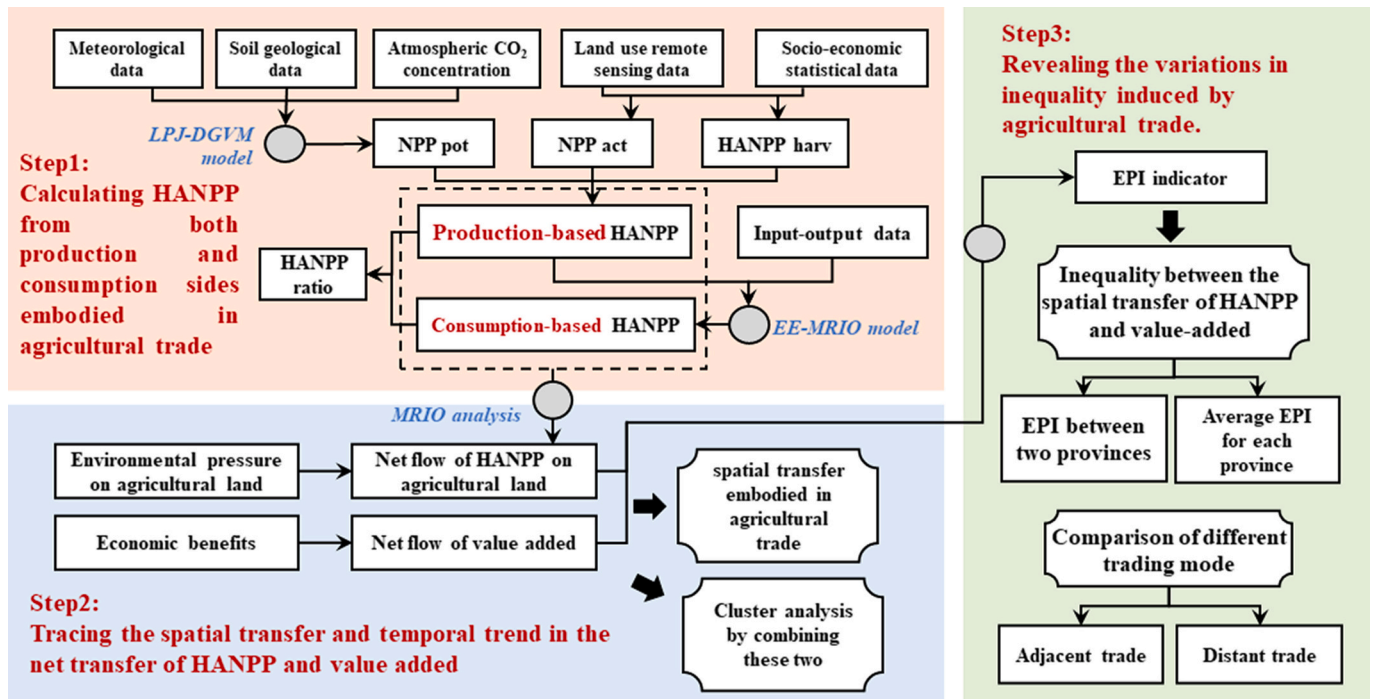 Meteorological
data
Soil geological
data
Atmospheric CO₂
concentration
Land use remote
sensing data
Socio-economic
statistical data
LPJ-DGVM
model
NPP pot
NPP act
HANPP harv
Step1:
Calculating HANPP
from both
production and
consumption sides
embodied in
agricultural trade
Production-based HANPP
Input-output data
HANPP
ratio
Consumption-based HANPP
EE-MRIO model
MRIO analysis
Environmental pressure
on agricultural land
Net flow of HANPP on
agricultural land
Economic benefits
Net flow of value added
spatial transfer
embodied in
agricultural
trade
Cluster analysis
by combining
these two
Step2:
Tracing the spatial transfer and temporal trend in the
net transfer of HANPP and value added
Step3:
Revealing the variations in
inequality induced by
agricultural trade.
EPI indicator
Inequality between the
spatial transfer of HANPP
and value-added
EPI between
two provinces
Average EPI
for each
province
Comparison of different
trading mode
Adjacent trade
Distant trade